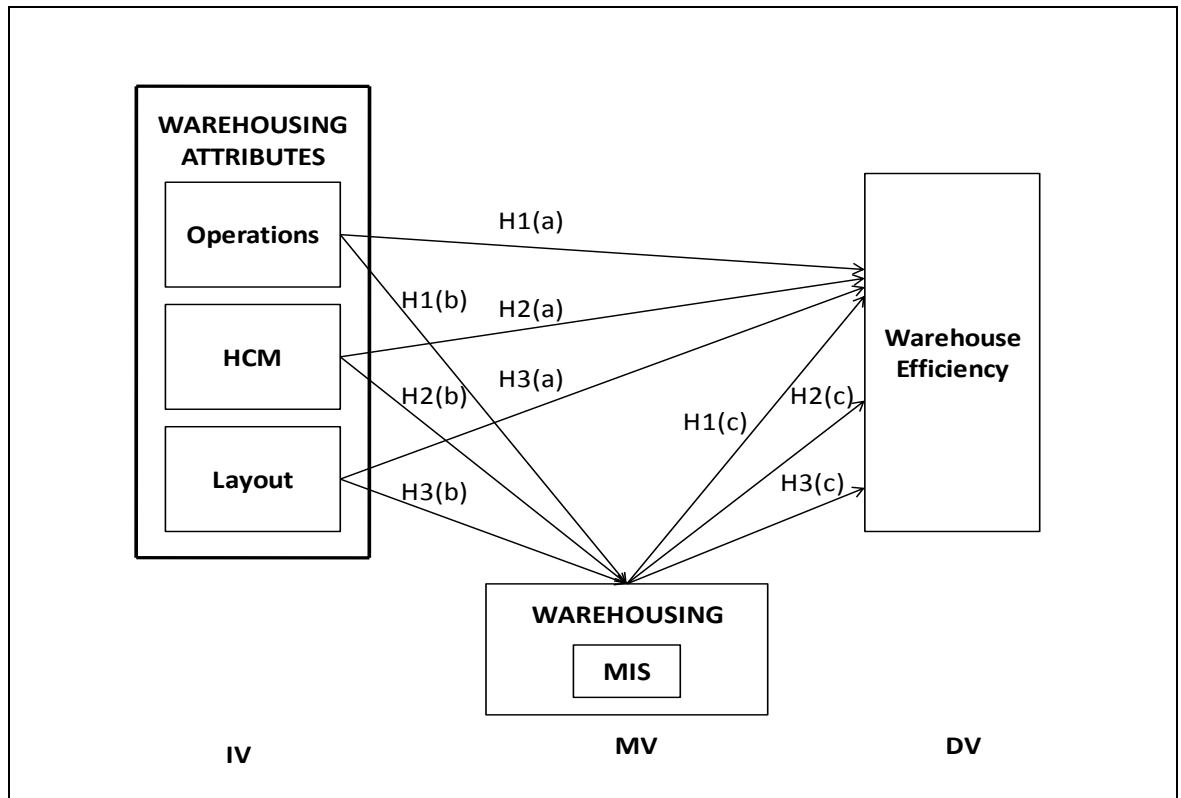 WAREHOUSING
ATTRIBUTES
Operations
HCM
Layout
H1(a)
H1(b)
H2(a)
H2(b)
H3(a)
H3(b)
H1(c)
H2(c)
H3(c)
Warehouse
Efficiency
WAREHOUSING
MIS
IV
MV
DV